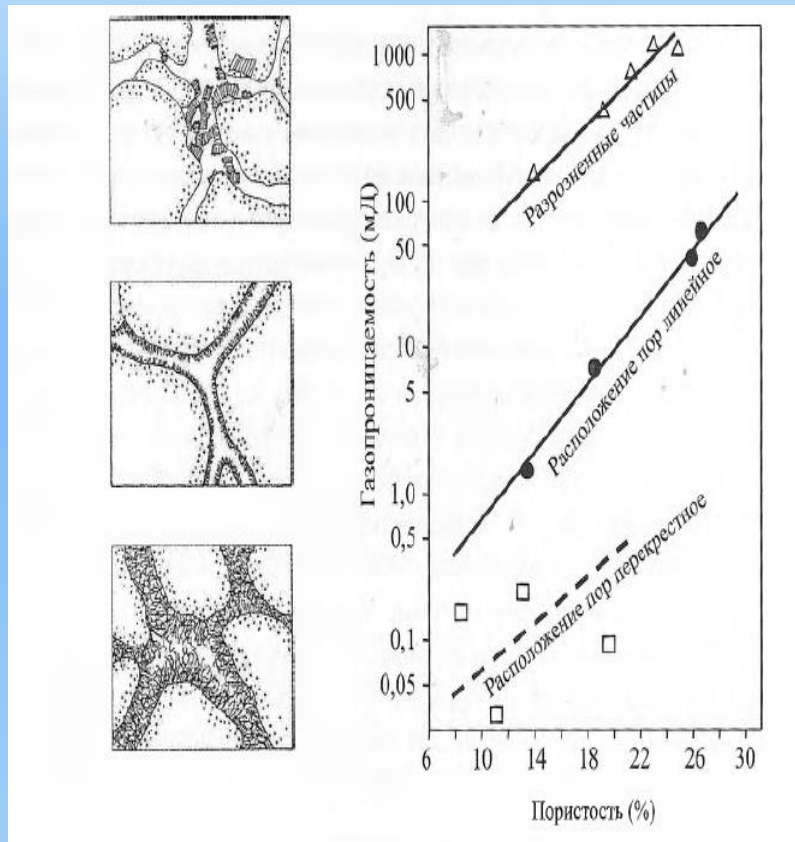 Газопроницаемость (мД)
1 000
500
100
50
10
5
1,0
0,5
0,1
0,05
Разрозненные частицы
Расположение пор линейное
Расположение пор перекрестное
6 10 14 18 22 26 30
Пористость (%)